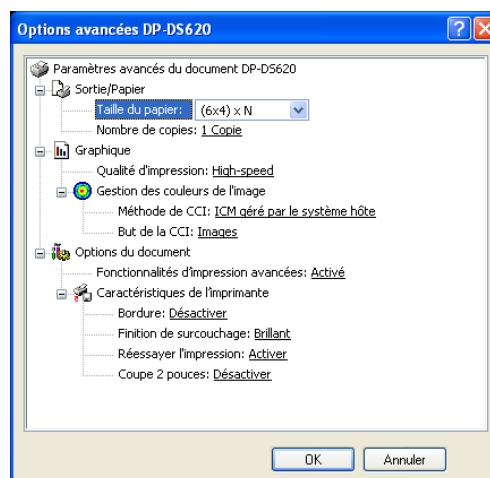 Options avancées DP-DS620
Paramètres avancés du document DP-DS620
Sortie/Papier
Taille du papier: (6x4) x N
Nombre de copies: 1 Copie
Graphique
Qualité d'impression: High-speed
Gestion des couleurs de l'image
Méthode de CCI: ICM géré par le système hôte
But de la CCI: Images
Options du document
Fonctionnalités d'impression avancées: Activé
Caractéristiques de l'imprimante
Bordure: Désactiver
Finition de surcouchage: Brillant
Réessayer l'impression: Activer
Coupe 2 pouces: Désactiver
OK Annuler